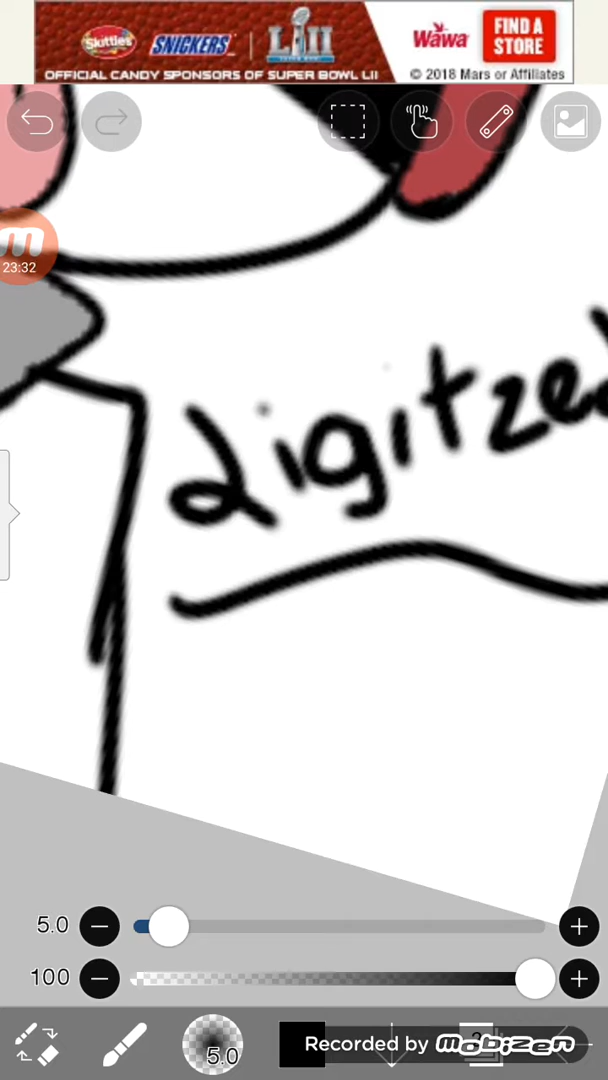 Skittles SNICKERS LII Wawa FIND A STORE
OFFICIAL CANDY SPONSORS OF SUPER BOWL LII © 2018 Mars or Affiliates
m
23:32
digitze
5.0
100
5.0
Recorded by mobizen